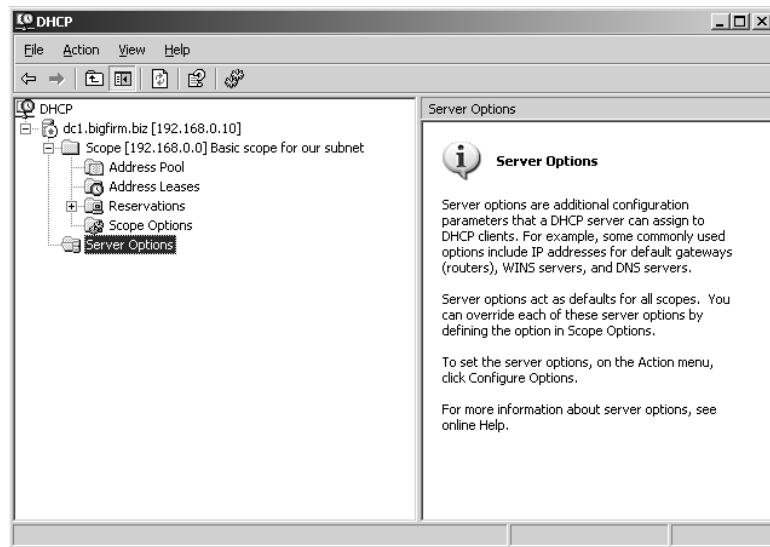 DHCP
File Action View Help
DHCP
Server Options
dc1.bigfirm.biz [192.168.0.10]
Scope [192.168.0.0] Basic scope for our subnet
Address Pool
Address Leases
Reservations
Scope Options
Server Options
Server Options
Server options are additional configuration
parameters that a DHCP server can assign to
DHCP clients. For example, some commonly used
options include IP addresses for default gateways
(routers), WINS servers, and DNS servers.
Server options act as defaults for all scopes. You
can override each of these server options by
defining the option in Scope Options.
To set the server options, on the Action menu,
click Configure Options.
For more information about server options, see
online Help.